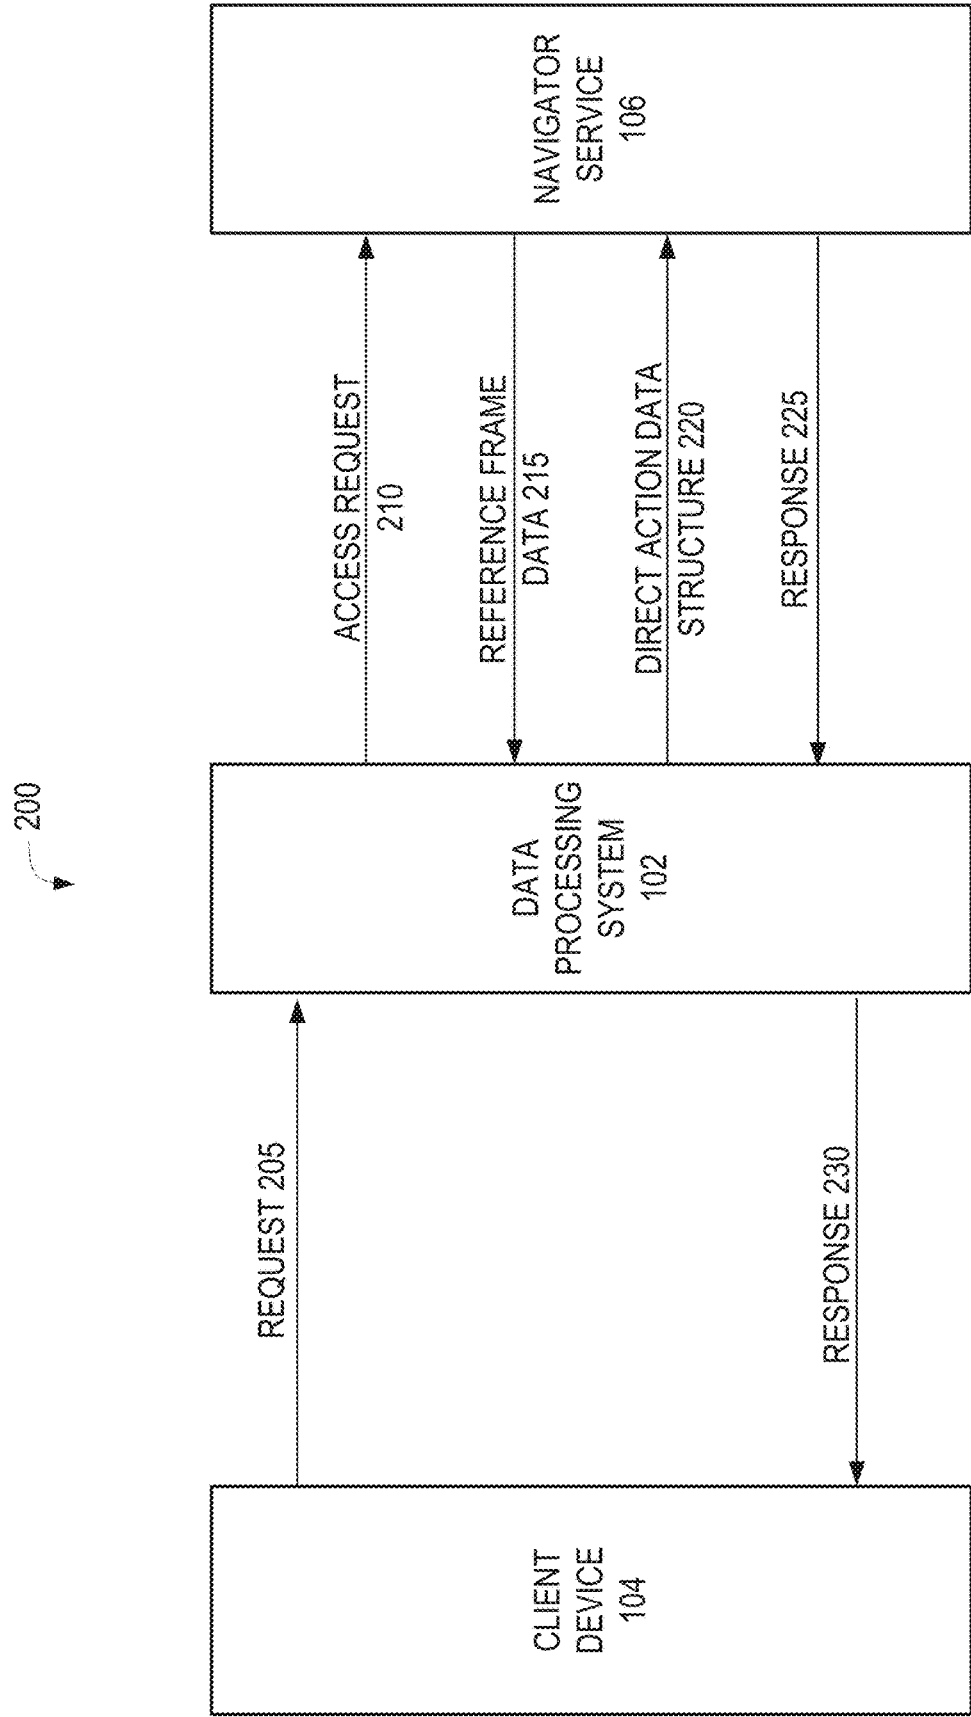 200
CLIENT
DEVICE
104
REQUEST 205
RESPONSE 230
DATA
PROCESSING
SYSTEM
102
ACCESS REQUEST
210
REFERENCE FRAME
DATA 215
DIRECT ACTION DATA
STRUCTURE 220
RESPONSE 225
NAVIGATOR
SERVICE
106